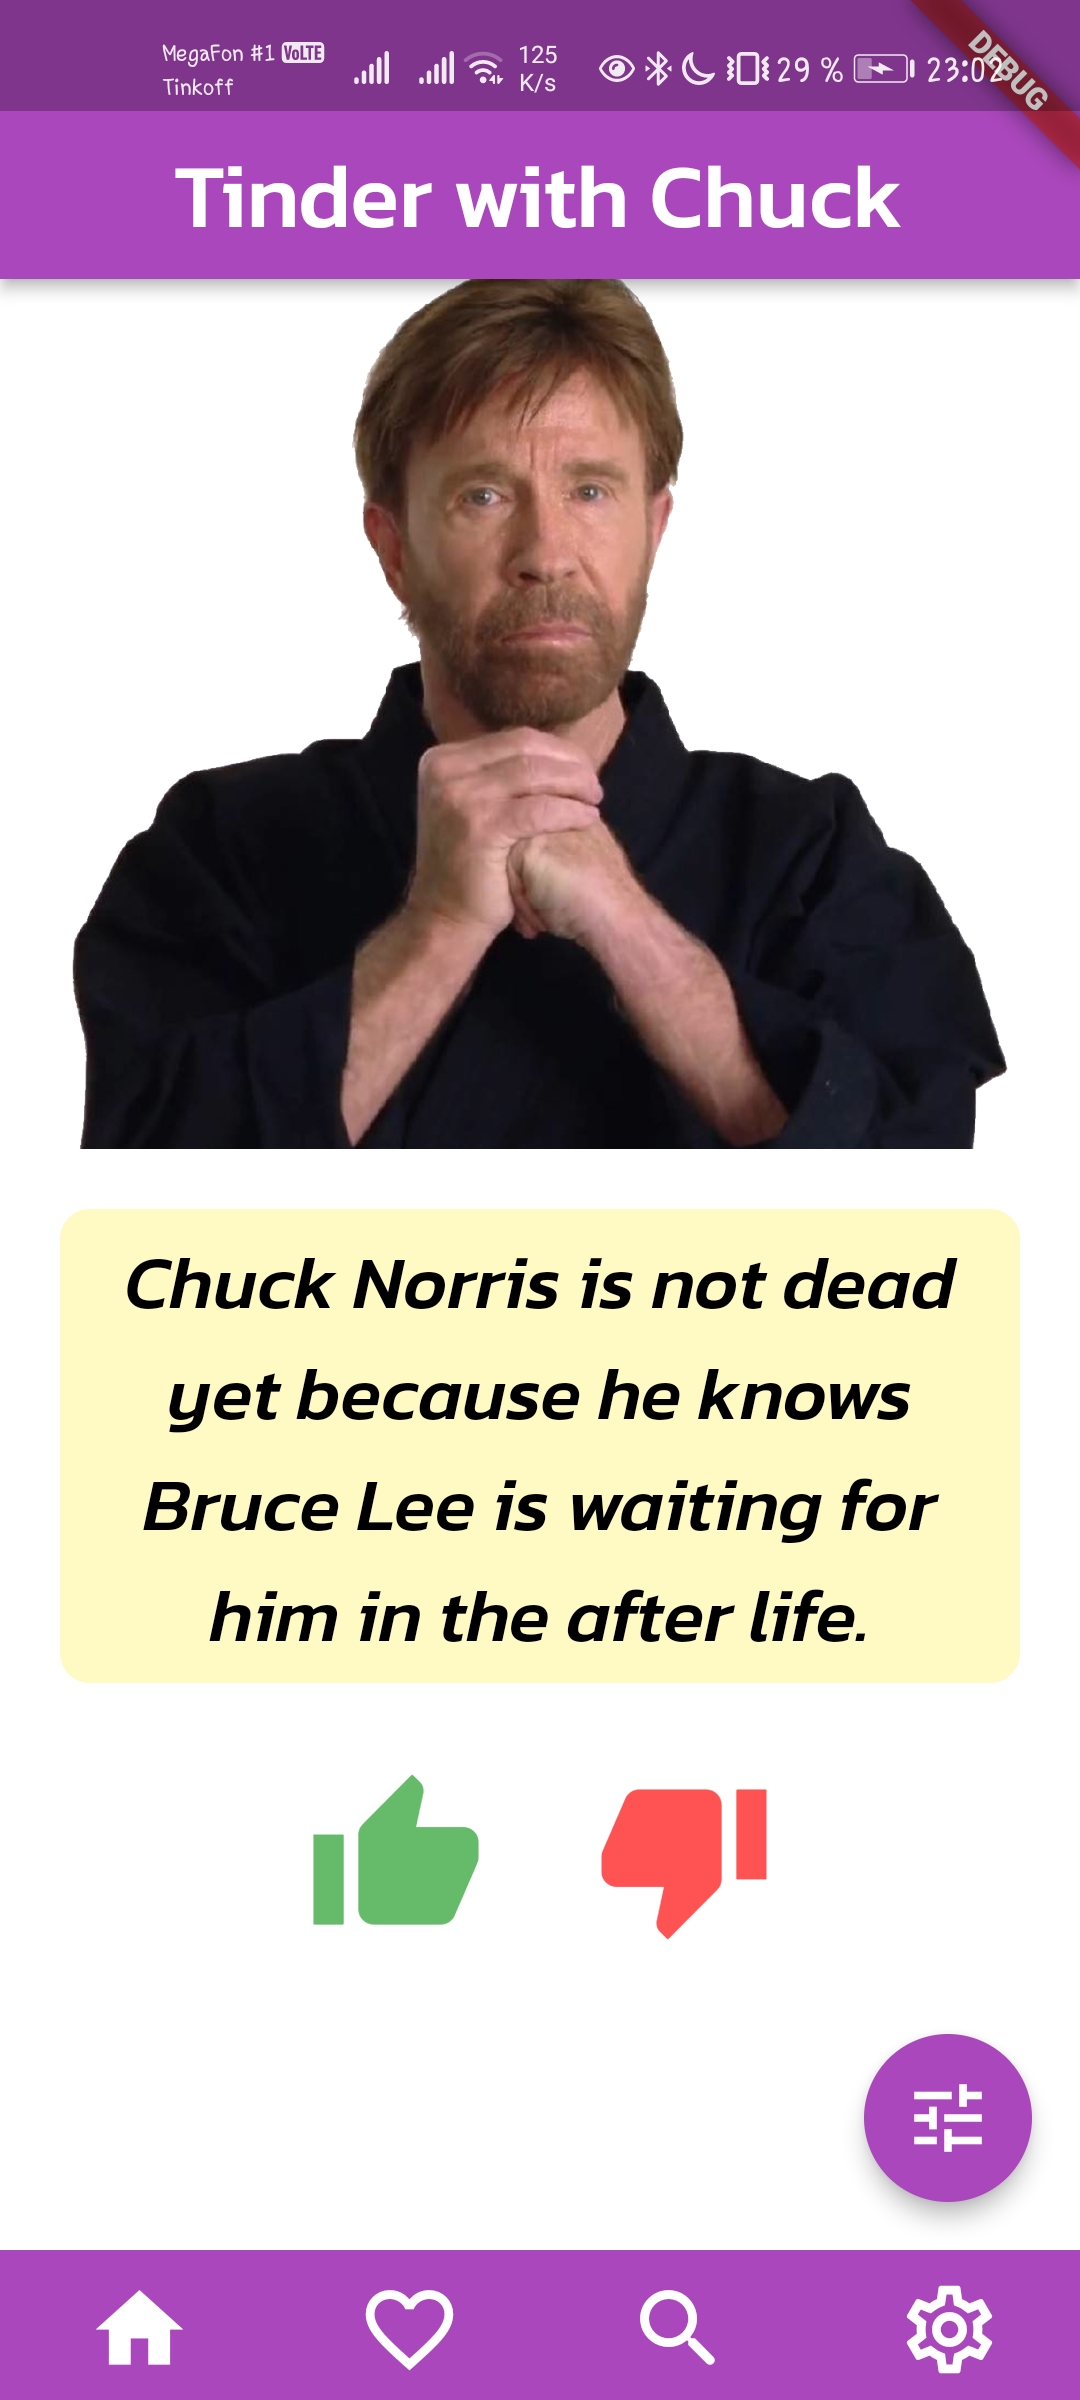 MegaFon #1 VoLTE
Tinkoff
125
K/s
29 %
23:02
DEBUG
Tinder with Chuck
Chuck Norris is not dead
yet because he knows
Bruce Lee is waiting for
him in the after life.